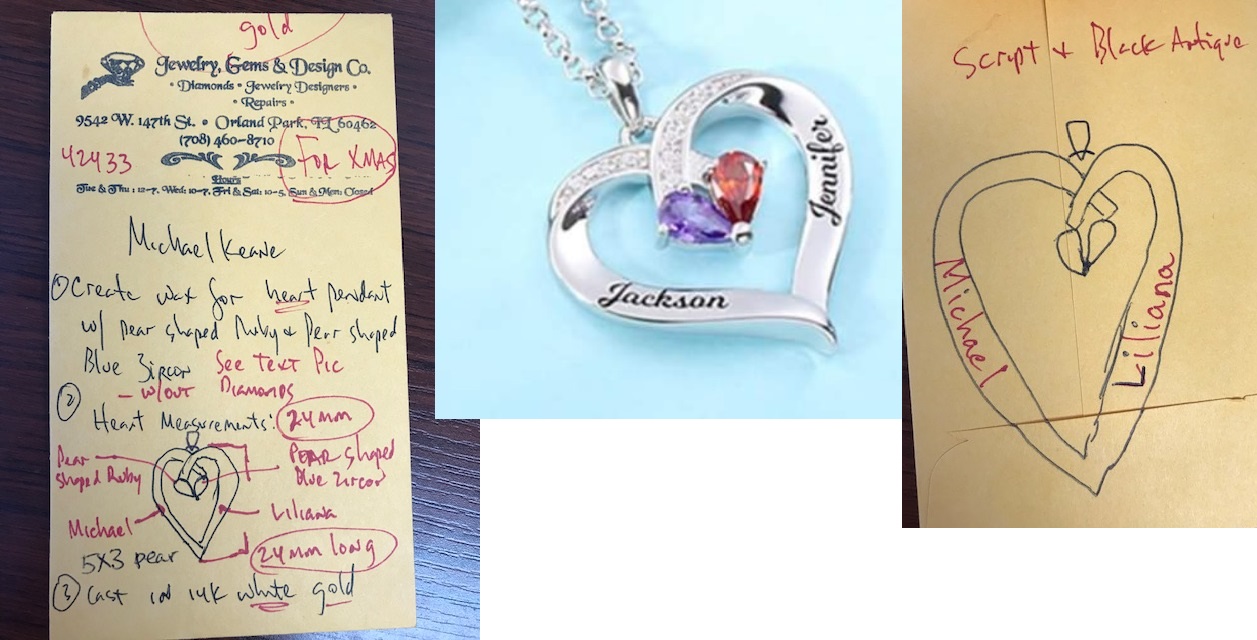 gold
Jewelry, Gems & Design Co.
• Diamonds • Jewelry Designers •
• Repairs •
9542 W. 147th St. • Orland Park, IL 60462
(708) 460-8710
42433
FOR XMAS
Hours
Tue & Thu: 12-7, Wed: 10-7, Fri & Sat: 10-5, Sun & Mon: Closed
Michael Keane
1 Create wax for heart pendant
w/ pear shaped Ruby & Pear shaped
Blue Zircon See Text Pic
- w/out Diamonds
2
Heart Measurements: 24mm
Pear shaped Ruby
PEAR shaped Blue Zircon
Michael
Liliana
5x3 pear
24mm long
3 Cast in 14K white gold
Jennifer
Jackson
Script & Black Antique
Michael
Liliana